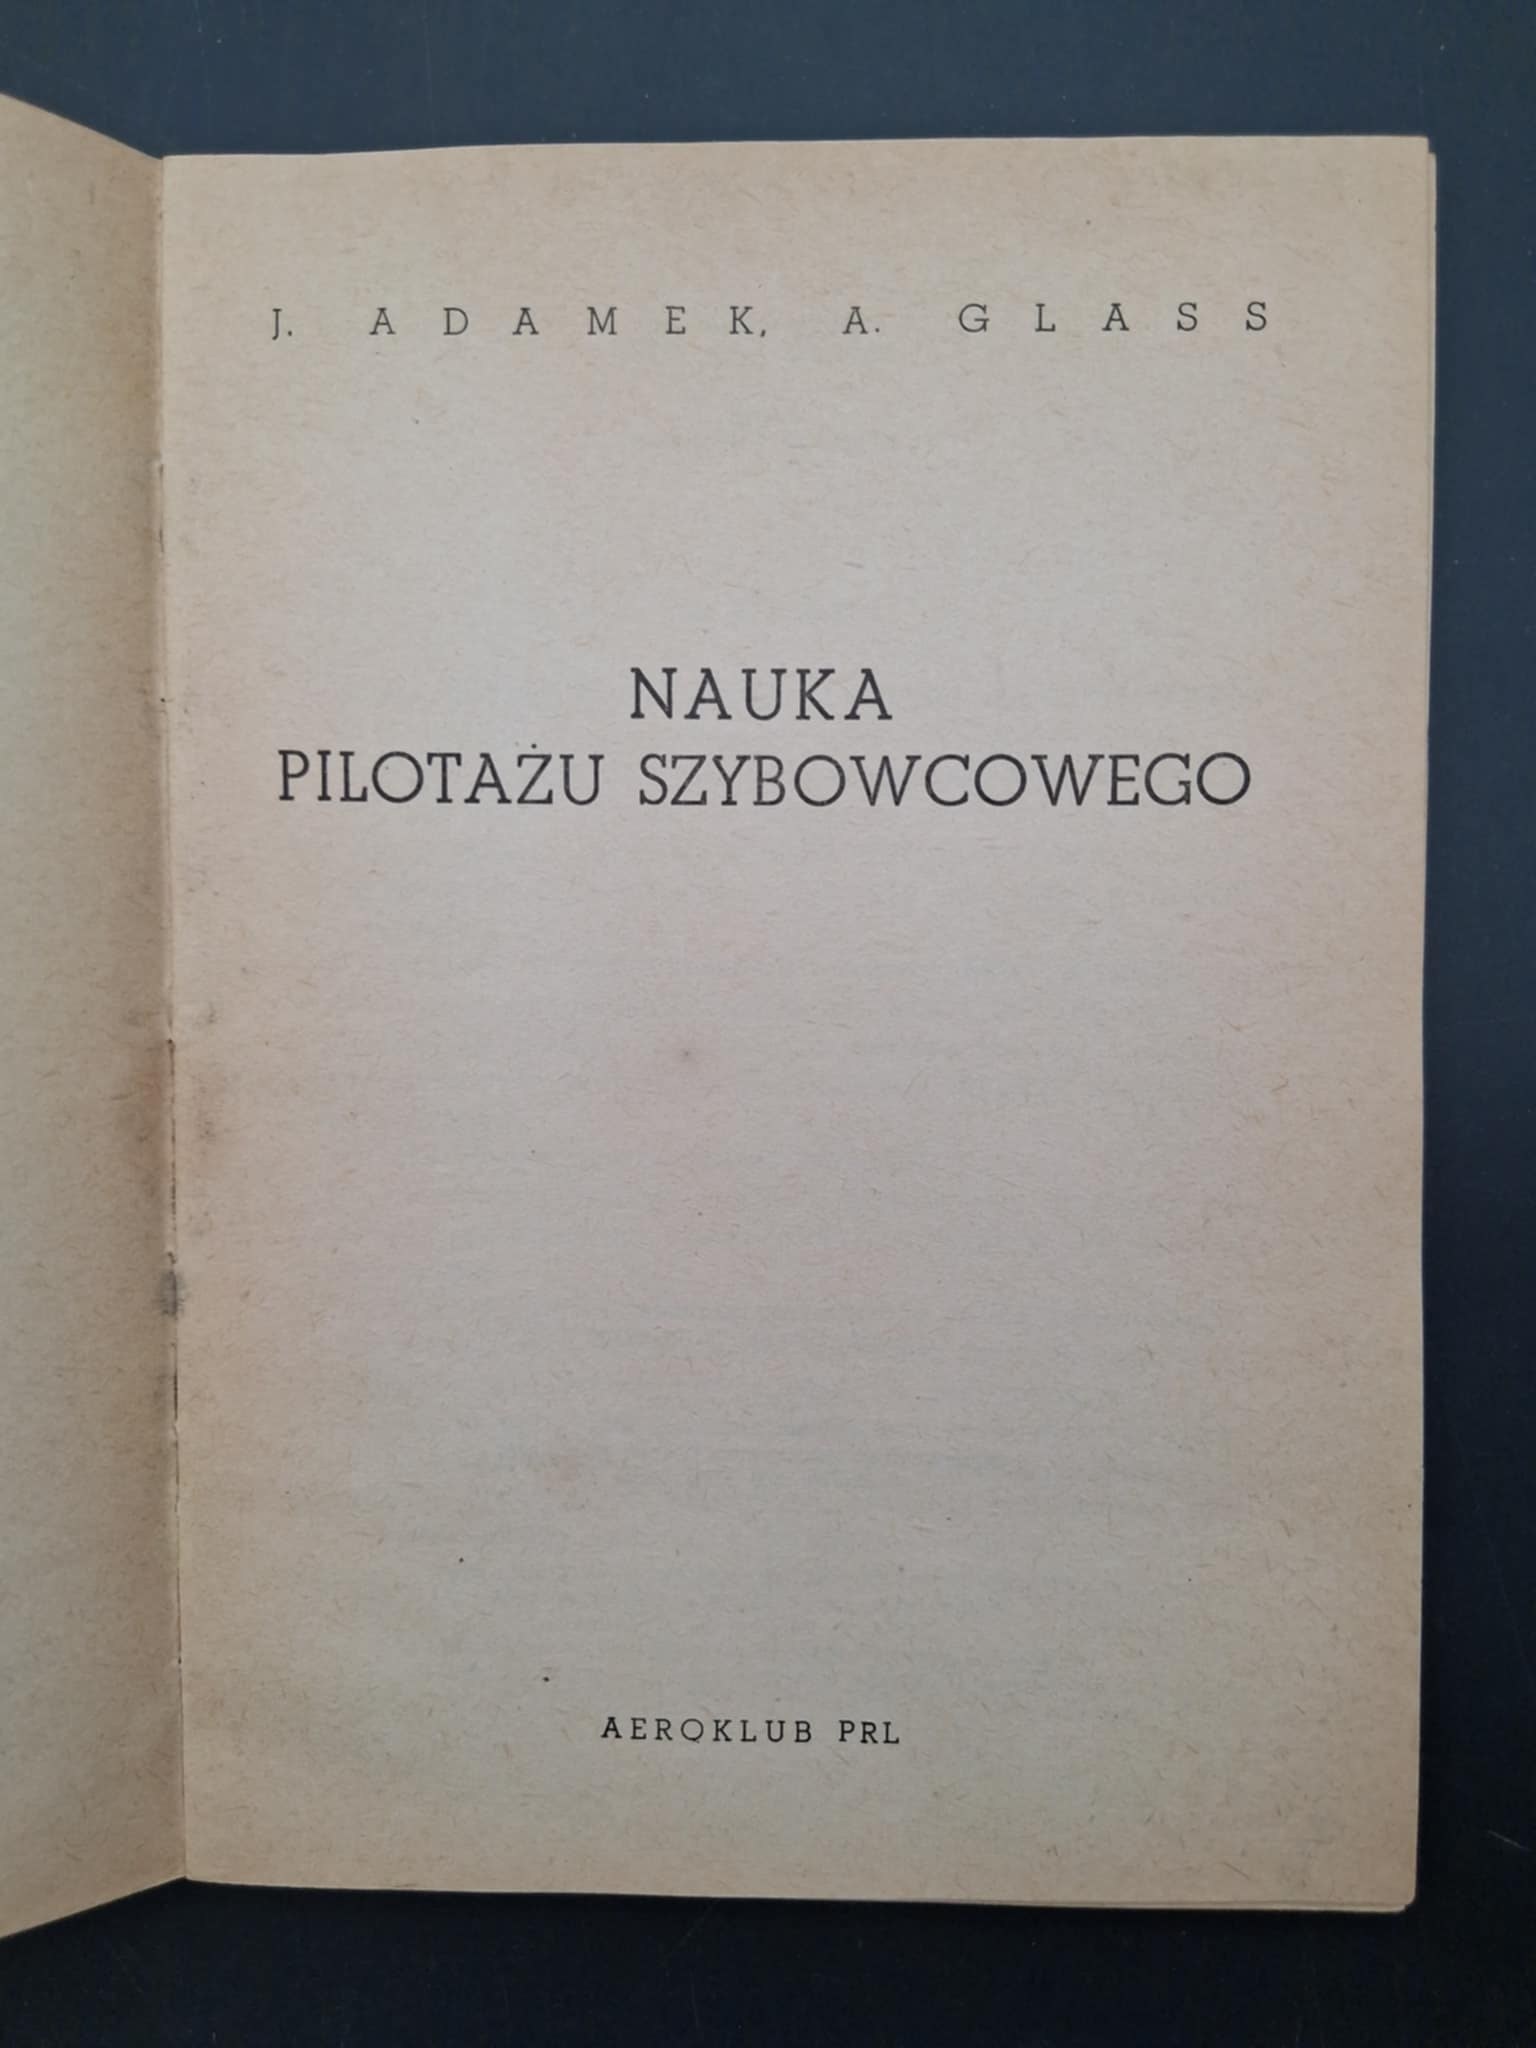 J. ADAMEK, A. GLASS
NAUKA
PILOTAŻU SZYBOWCOWEGO
AEROKLUB PRL